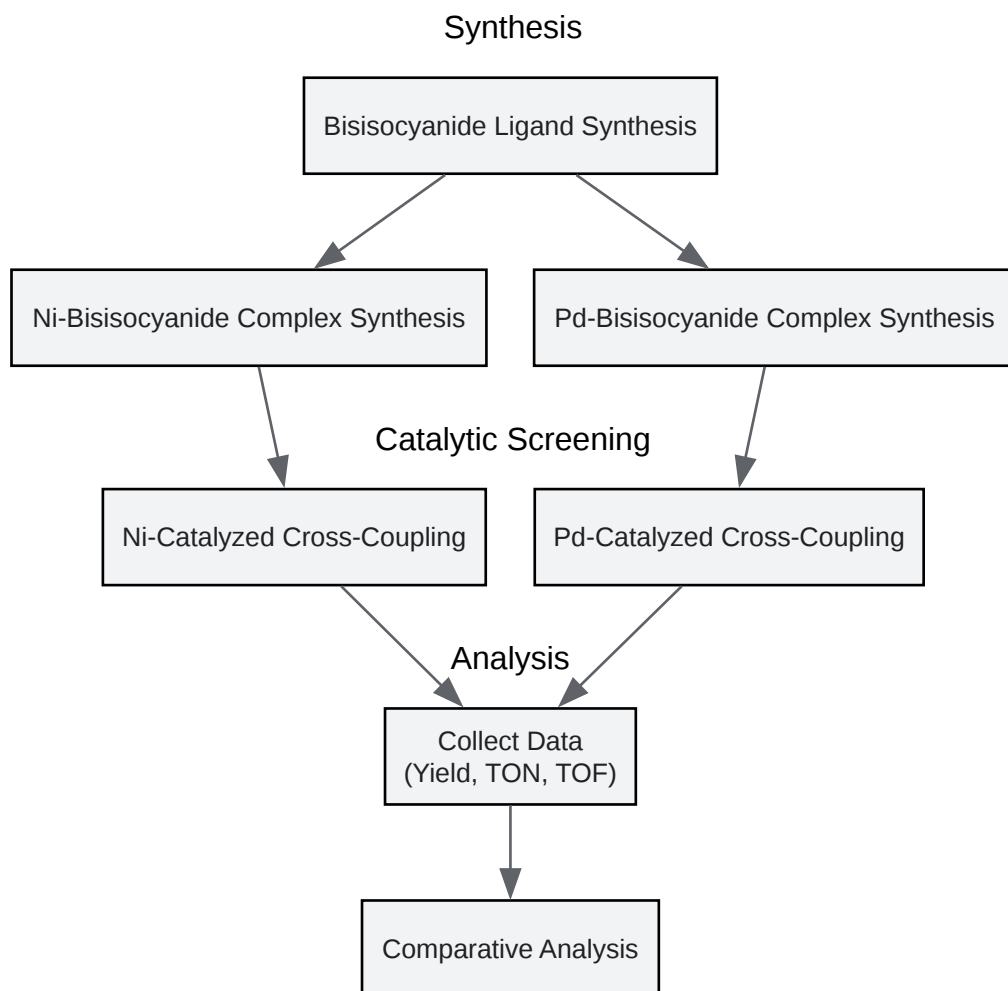 Synthesis
Bisisocyanide Ligand Synthesis
Ni-Bisisocyanide Complex Synthesis
Pd-Bisisocyanide Complex Synthesis
Catalytic Screening
Ni-Catalyzed Cross-Coupling
Pd-Catalyzed Cross-Coupling
Analysis
Collect Data
(Yield, TON, TOF)
Comparative Analysis